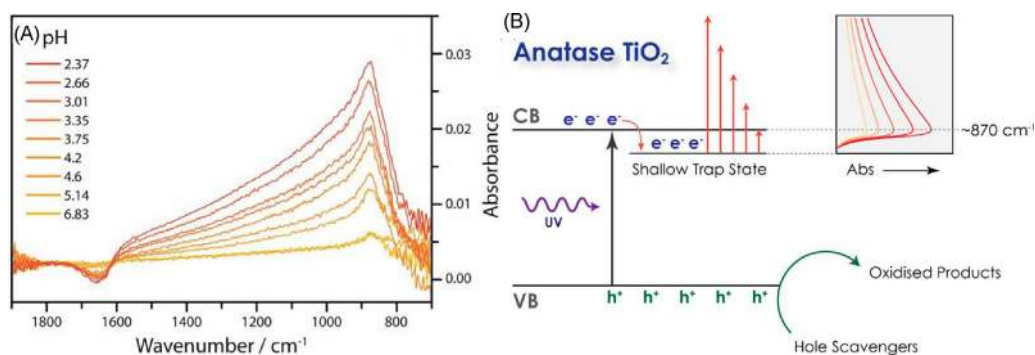 (A) pH
2.37
2.66
3.01
3.35
3.75
4.2
4.6
5.14
6.83
0.03
0.02
0.01
0.00
Absorbance
1800 1600 1400 1200 1000 800
Wavenumber / cm⁻¹
(B)
Anatase TiO₂
CB
e⁻ e⁻ e⁻
e⁻ e⁻ e⁻
Shallow Trap State
~870 cm⁻¹
Abs
UV
VB
h⁺ h⁺ h⁺ h⁺ h⁺
Oxidised Products
Hole Scavengers